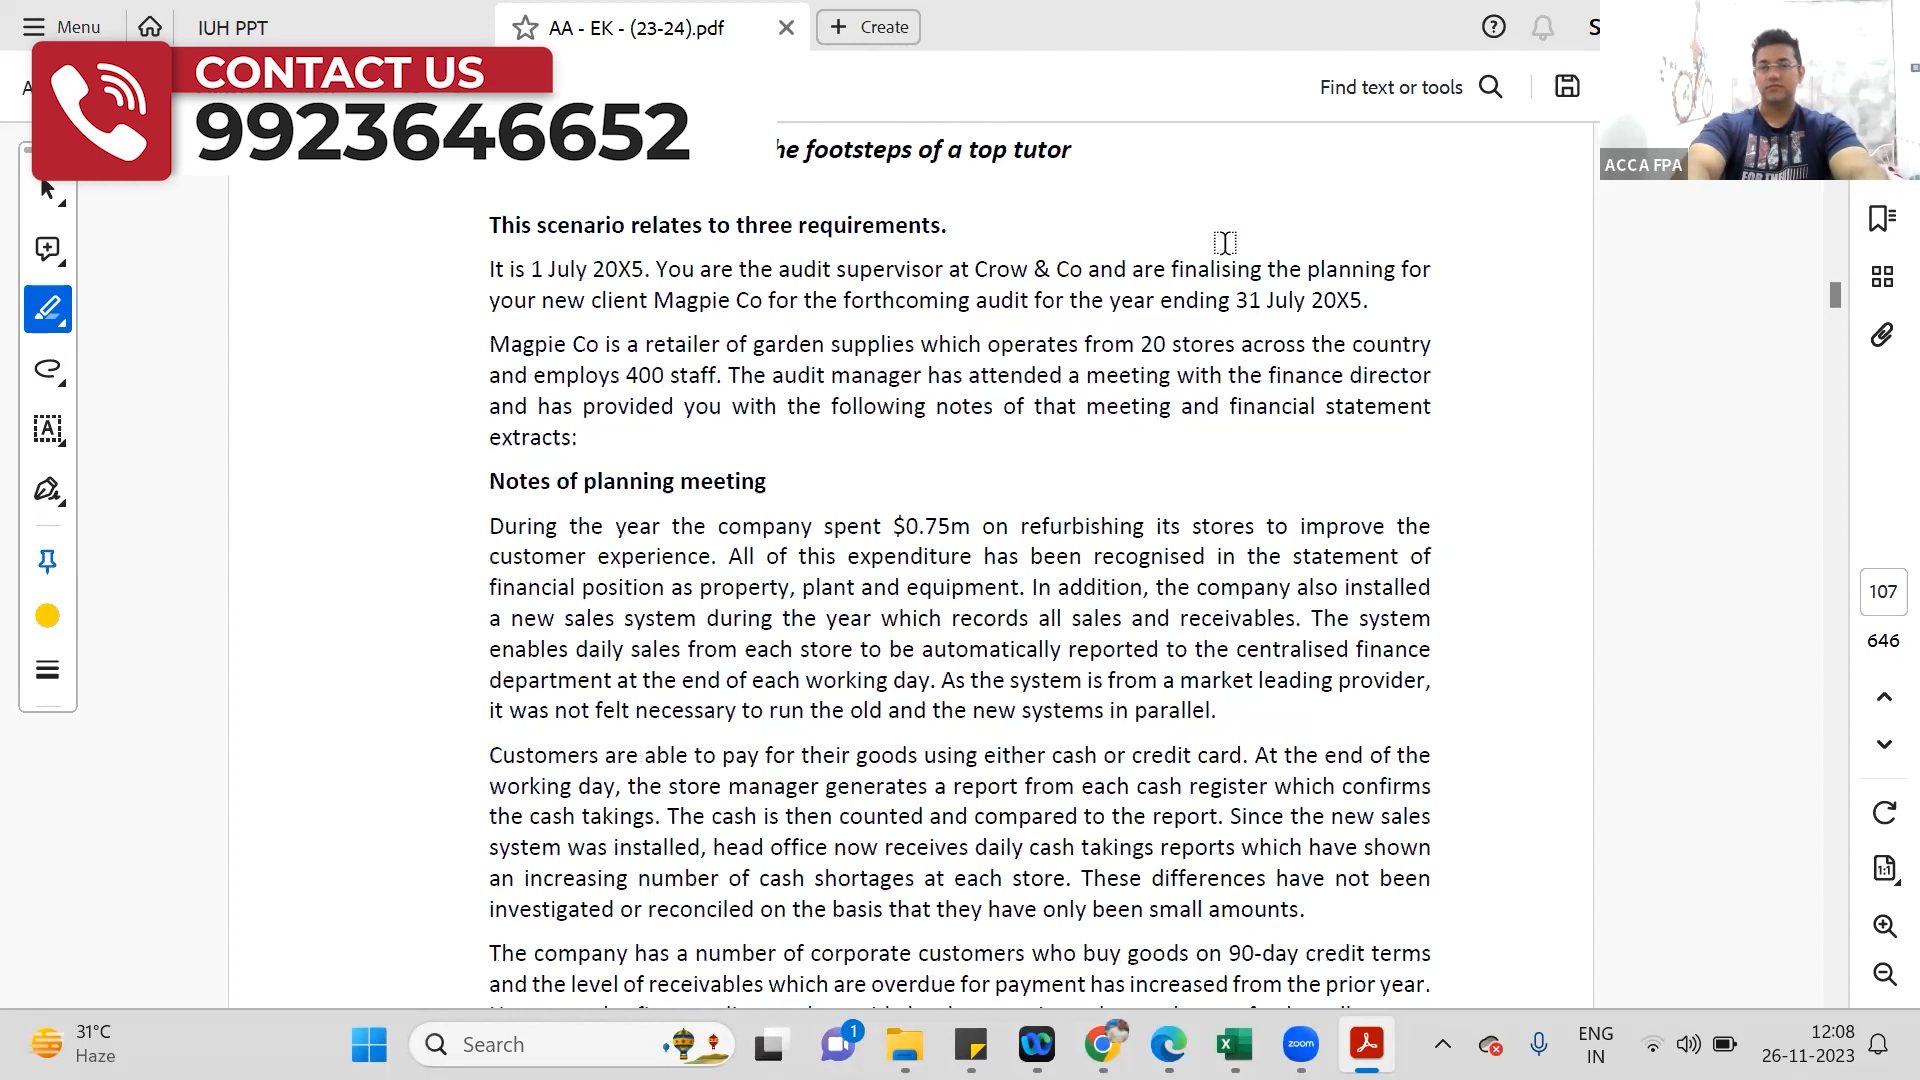 Menu
IUH PPT
AA - EK - (23-24).pdf
Create
CONTACT US
9923646652
Find text or tools
ACCA FPA
he footsteps of a top tutor
This scenario relates to three requirements.
It is 1 July 20X5. You are the audit supervisor at Crow & Co and are finalising the planning for
your new client Magpie Co for the forthcoming audit for the year ending 31 July 20X5.
Magpie Co is a retailer of garden supplies which operates from 20 stores across the country
and employs 400 staff. The audit manager has attended a meeting with the finance director
and has provided you with the following notes of that meeting and financial statement
extracts:
Notes of planning meeting
During the year the company spent $0.75m on refurbishing its stores to improve the
customer experience. All of this expenditure has been recognised in the statement of
financial position as property, plant and equipment. In addition, the company also installed
a new sales system during the year which records all sales and receivables. The system
enables daily sales from each store to be automatically reported to the centralised finance
department at the end of each working day. As the system is from a market leading provider,
it was not felt necessary to run the old and the new systems in parallel.
Customers are able to pay for their goods using either cash or credit card. At the end of the
working day, the store manager generates a report from each cash register which confirms
the cash takings. The cash is then counted and compared to the report. Since the new sales
system was installed, head office now receives daily cash takings reports which have shown
an increasing number of cash shortages at each store. These differences have not been
investigated or reconciled on the basis that they have only been small amounts.
The company has a number of corporate customers who buy goods on 90-day credit terms
and the level of receivables which are overdue for payment has increased from the prior year.
107
646
31°C
Haze
Search
1
zoom
ENG
IN
12:08
26-11-2023